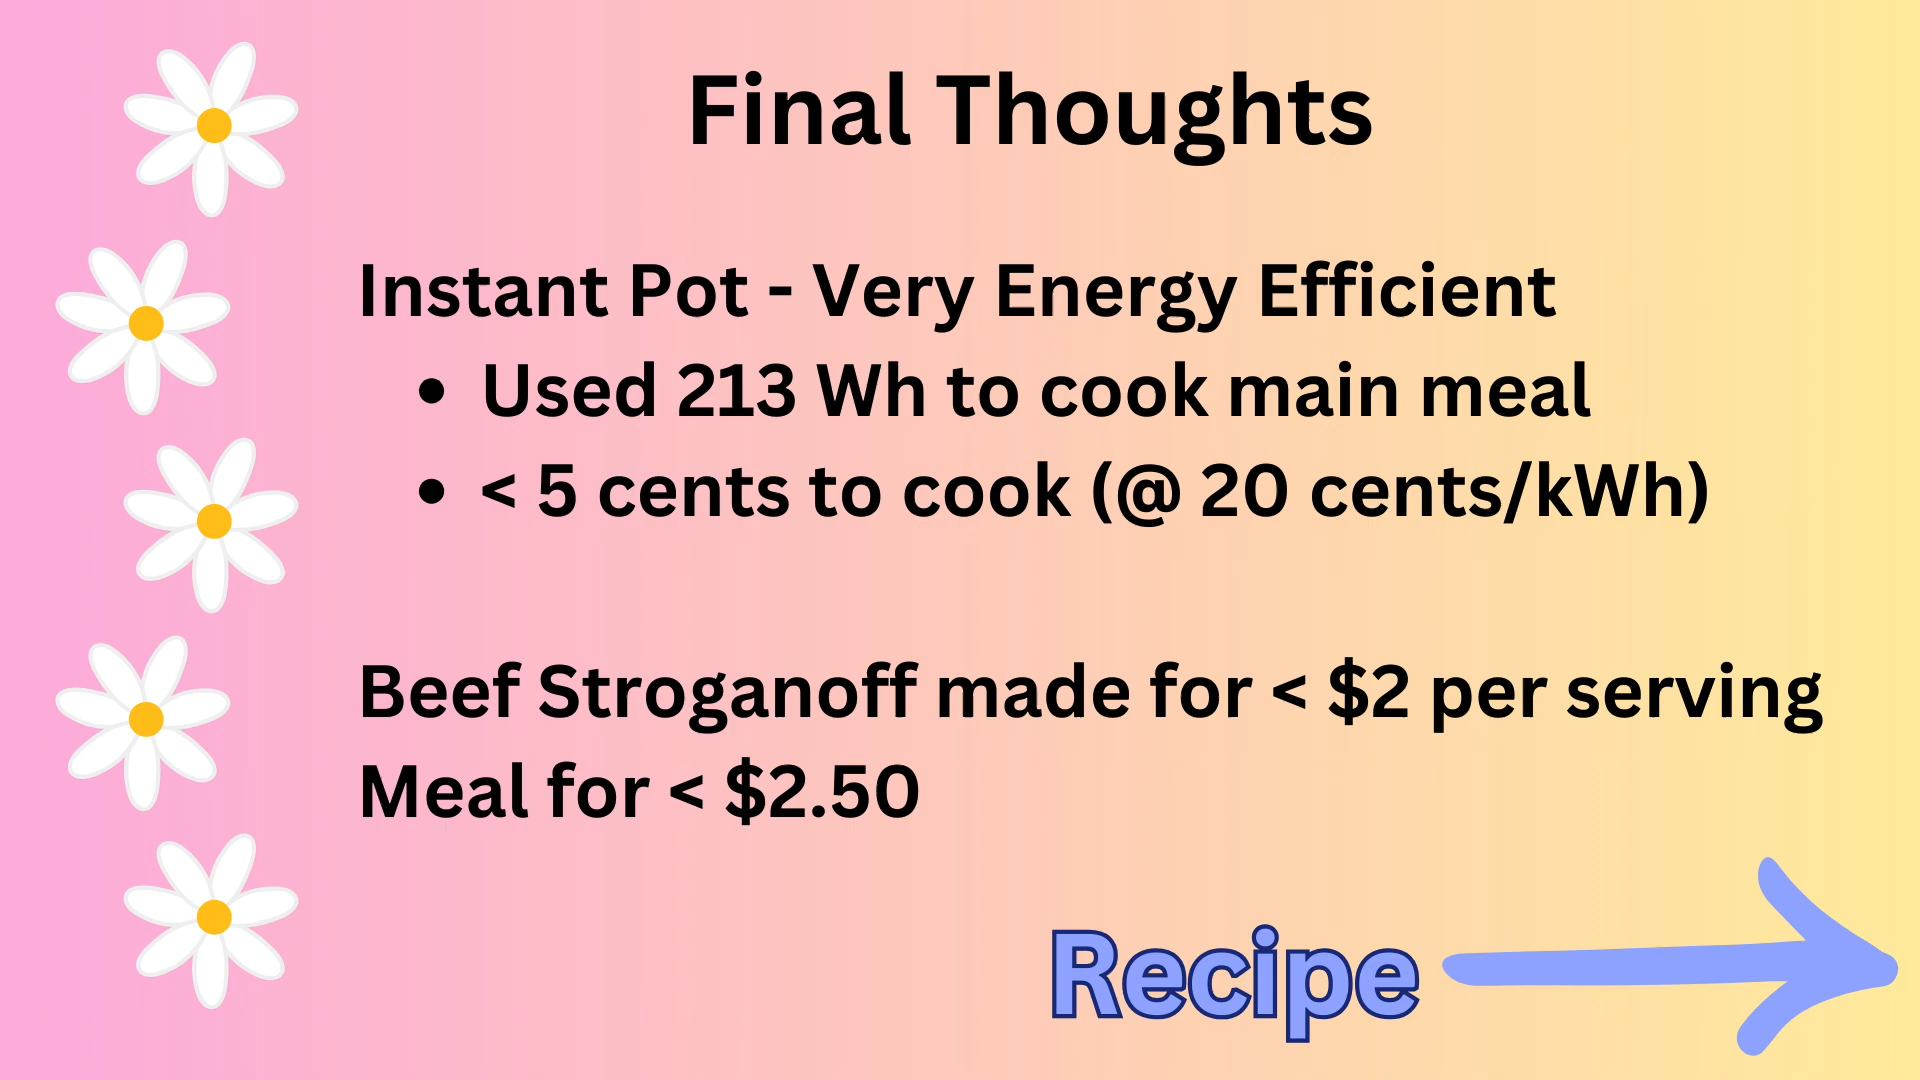 Final Thoughts
Instant Pot - Very Energy Efficient
• Used 213 Wh to cook main meal
• < 5 cents to cook (@ 20 cents/kWh)
Beef Stroganoff made for < $2 per serving
Meal for < $2.50
Recipe